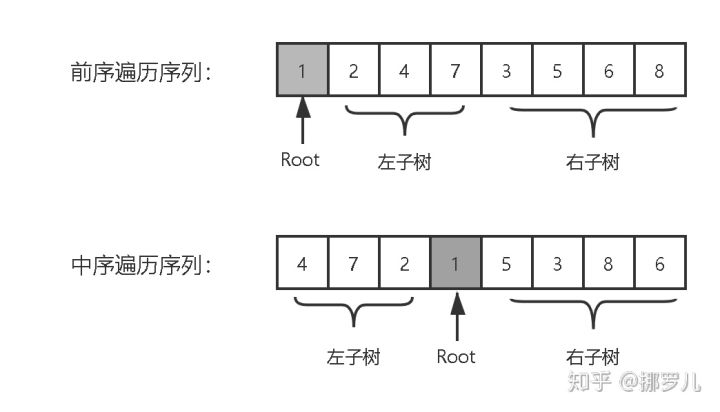 前序遍历序列： 1 2 4 7 3 5 6 8
Root 左子树 右子树
中序遍历序列： 4 7 2 1 5 3 8 6
左子树 Root 右子树
知乎 @挪罗儿